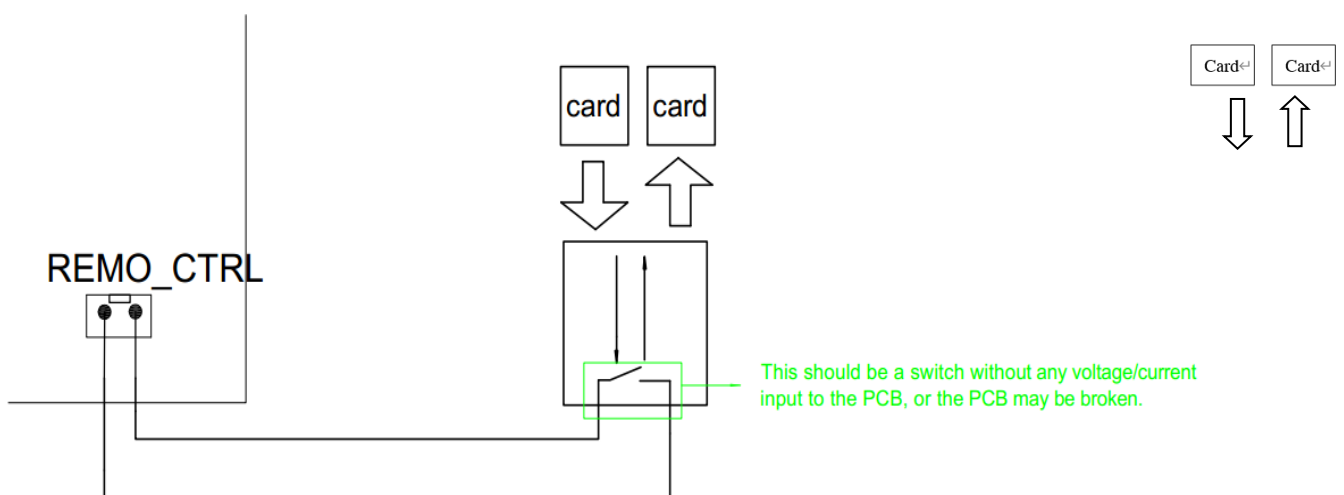 card card
Card↵ Card↵
REMO_CTRL
This should be a switch without any voltage/current
input to the PCB, or the PCB may be broken.